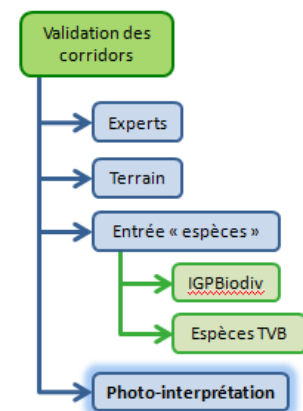 Validation des
corridors
Experts
Terrain
Entrée « espèces »
IGPBiodiv
Espèces TVB
Photo-interprétation